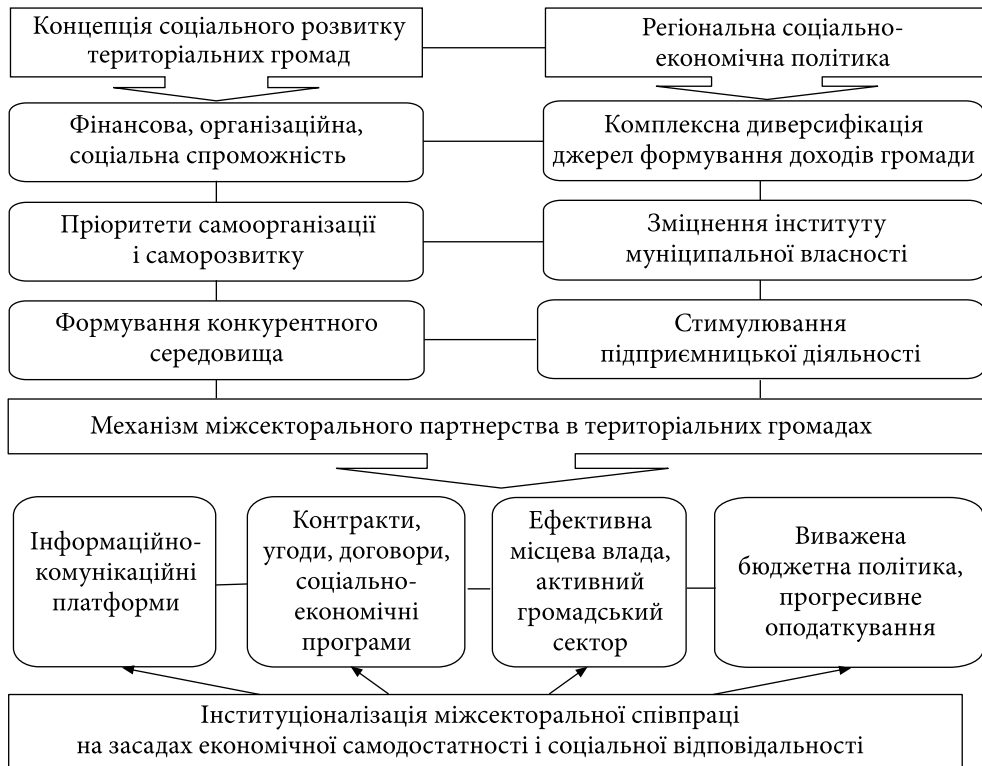 Концепція соціального розвитку
територіальних громад
Регіональна соціально-
економічна політика
Фінансова, організаційна,
соціальна спроможність
Комплексна диверсифікація
джерел формування доходів громади
Пріоритети самоорганізації
і саморозвитку
Зміцнення інституту
муніципальної власності
Формування конкурентного
середовища
Стимулювання
підприємницької діяльності
Механізм міжсекторального партнерства в територіальних громадах
Інформаційно-
комунікаційні
платформи
Контракти,
угоди, договори,
соціально-
економічні
програми
Ефективна
місцева влада,
активний
громадський
сектор
Виважена
бюджетна політика,
прогресивне
оподаткування
Інституціоналізація міжсекторальної співпраці
на засадах економічної самодостатності і соціальної відповідальності